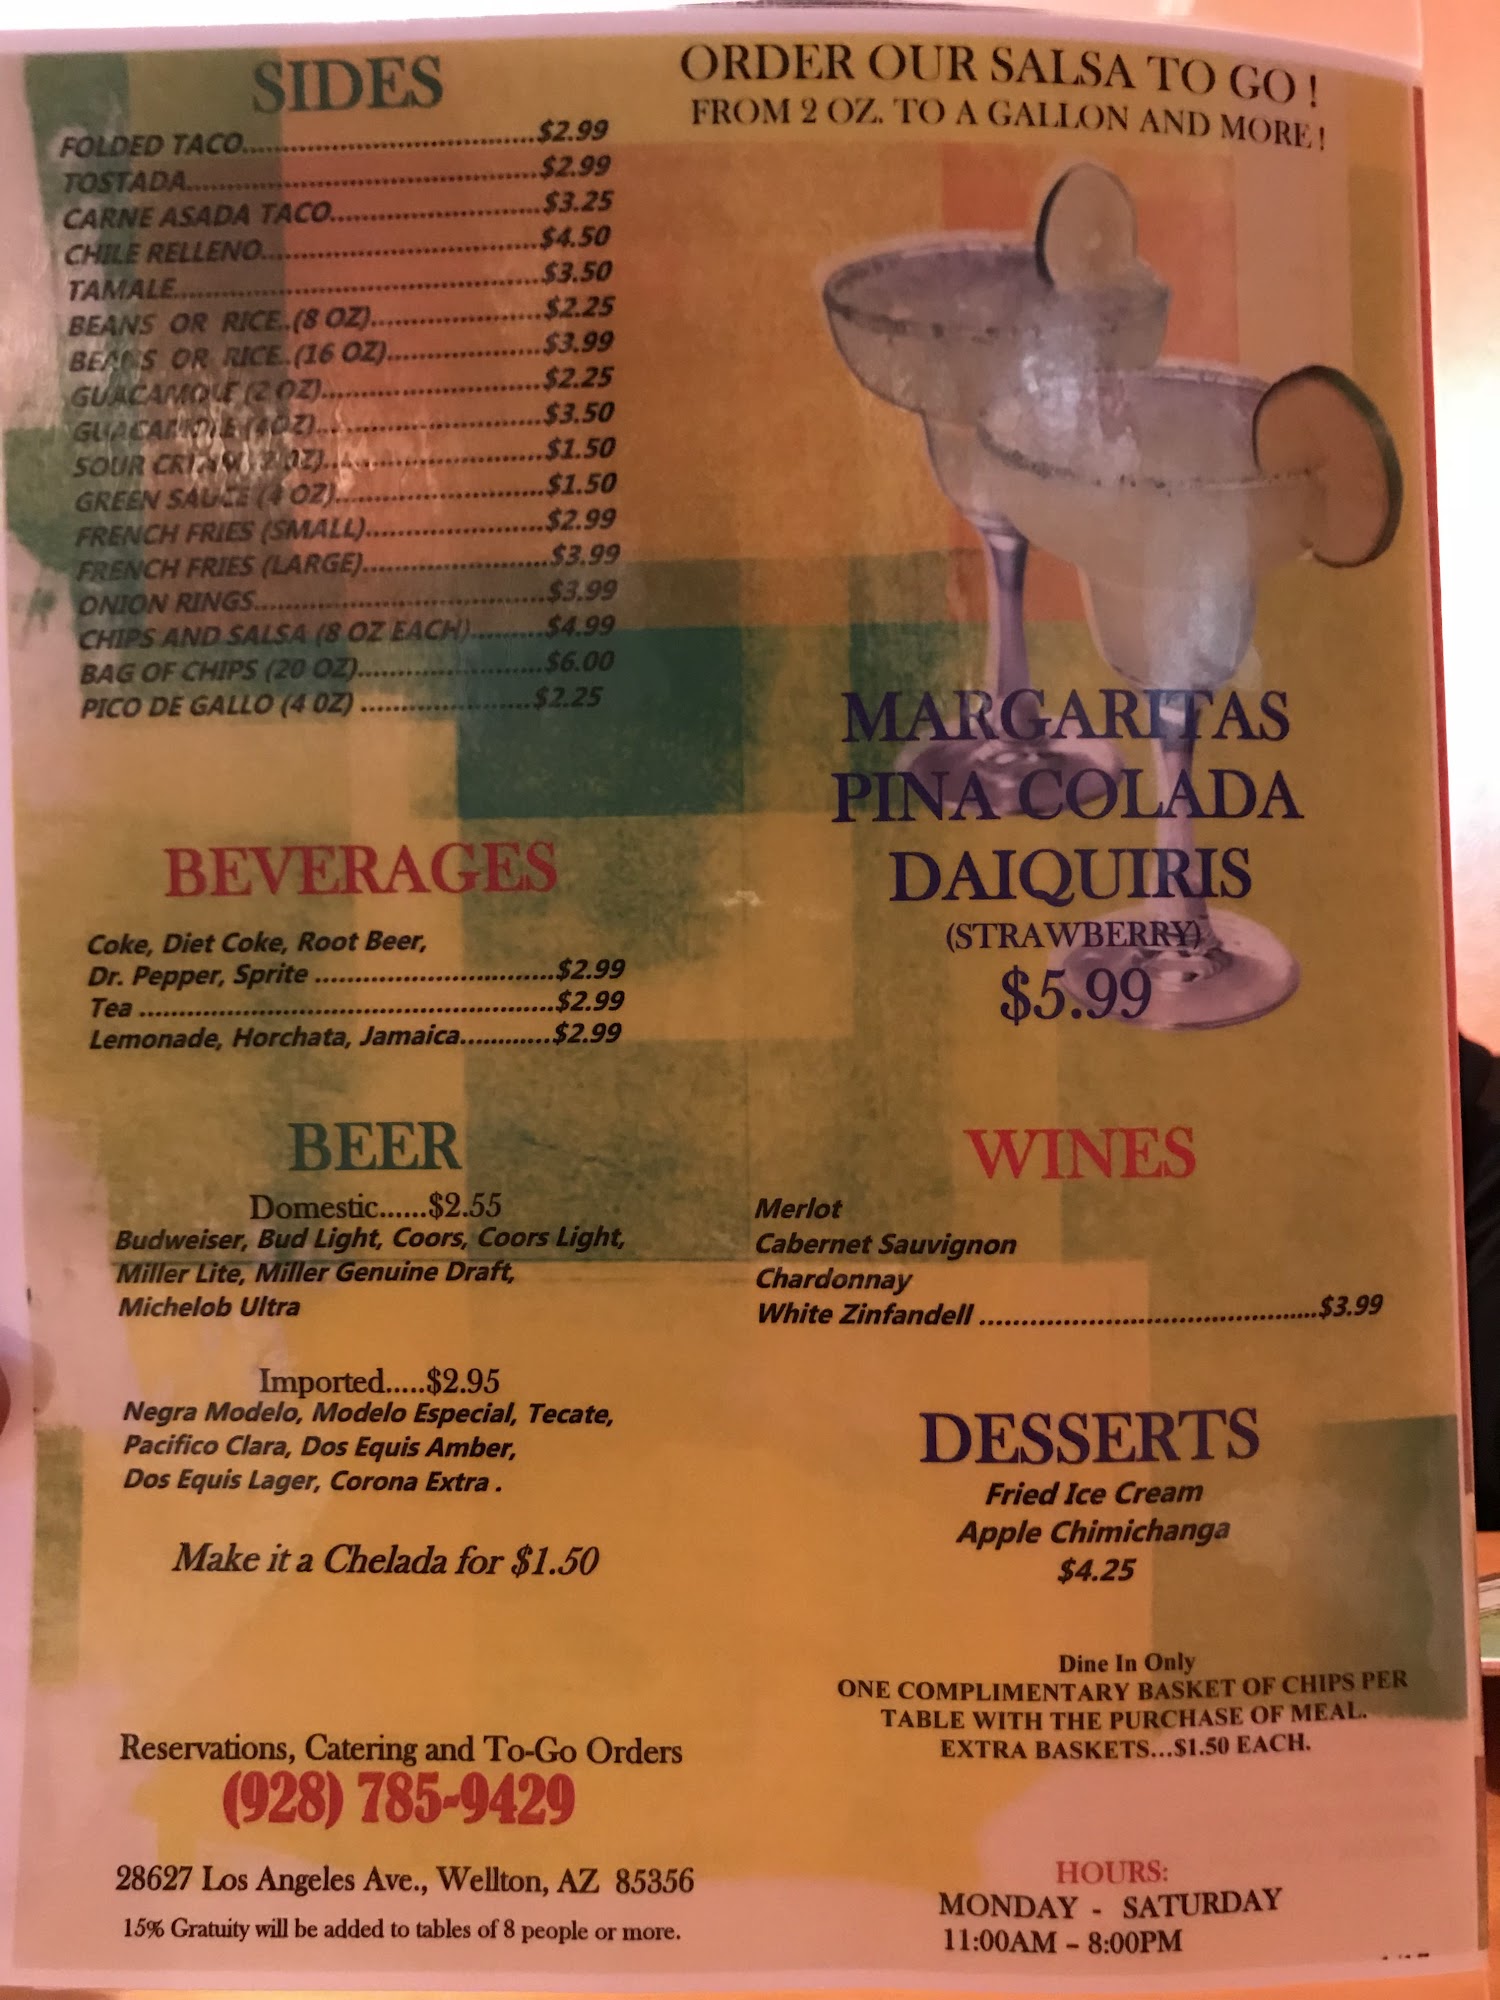 SIDES
FOLDED TACO..................................$2.99
TOSTADA..........................................$2.99
CARNE ASADA TACO.........................$3.25
CHILE RELLENO.................................$4.50
TAMALE...........................................$3.50
BEANS OR RICE..(8 OZ)....................$2.25
BEANS OR RICE..(16 OZ)..................$3.99
GUACAMOLE (2 OZ).........................$2.25
GUACAMOLE (4OZ)..........................$3.50
SOUR CREAM (2 OZ).........................$1.50
GREEN SAUCE (4 OZ)........................$1.50
FRENCH FRIES (SMALL).....................$2.99
FRENCH FRIES (LARGE)......................$3.99
ONION RINGS...................................$3.99
CHIPS AND SALSA (8 OZ EACH).........$4.99
BAG OF CHIPS (20 OZ).......................$6.00
PICO DE GALLO (4 OZ) .....................$2.25
ORDER OUR SALSA TO GO !
FROM 2 OZ. TO A GALLON AND MORE !
MARGARITAS
PINA COLADA
DAIQUIRIS
(STRAWBERRY)
$5.99
BEVERAGES
Coke, Diet Coke, Root Beer,
Dr. Pepper, Sprite ..............................$2.99
Tea ....................................................$2.99
Lemonade, Horchata, Jamaica............$2.99
BEER
Domestic......$2.55
Budweiser, Bud Light, Coors, Coors Light,
Miller Lite, Miller Genuine Draft,
Michelob Ultra
Imported.....$2.95
Negra Modelo, Modelo Especial, Tecate,
Pacifico Clara, Dos Equis Amber,
Dos Equis Lager, Corona Extra .
Make it a Chelada for $1.50
WINES
Merlot
Cabernet Sauvignon
Chardonnay
White Zinfandell ........................................$3.99
DESSERTS
Fried Ice Cream
Apple Chimichanga
$4.25
Dine In Only
ONE COMPLIMENTARY BASKET OF CHIPS PER
TABLE WITH THE PURCHASE OF MEAL.
EXTRA BASKETS...$1.50 EACH.
Reservations, Catering and To-Go Orders
(928) 785-9429
28627 Los Angeles Ave., Wellton, AZ 85356
15% Gratuity will be added to tables of 8 people or more.
HOURS:
MONDAY - SATURDAY
11:00AM – 8:00PM